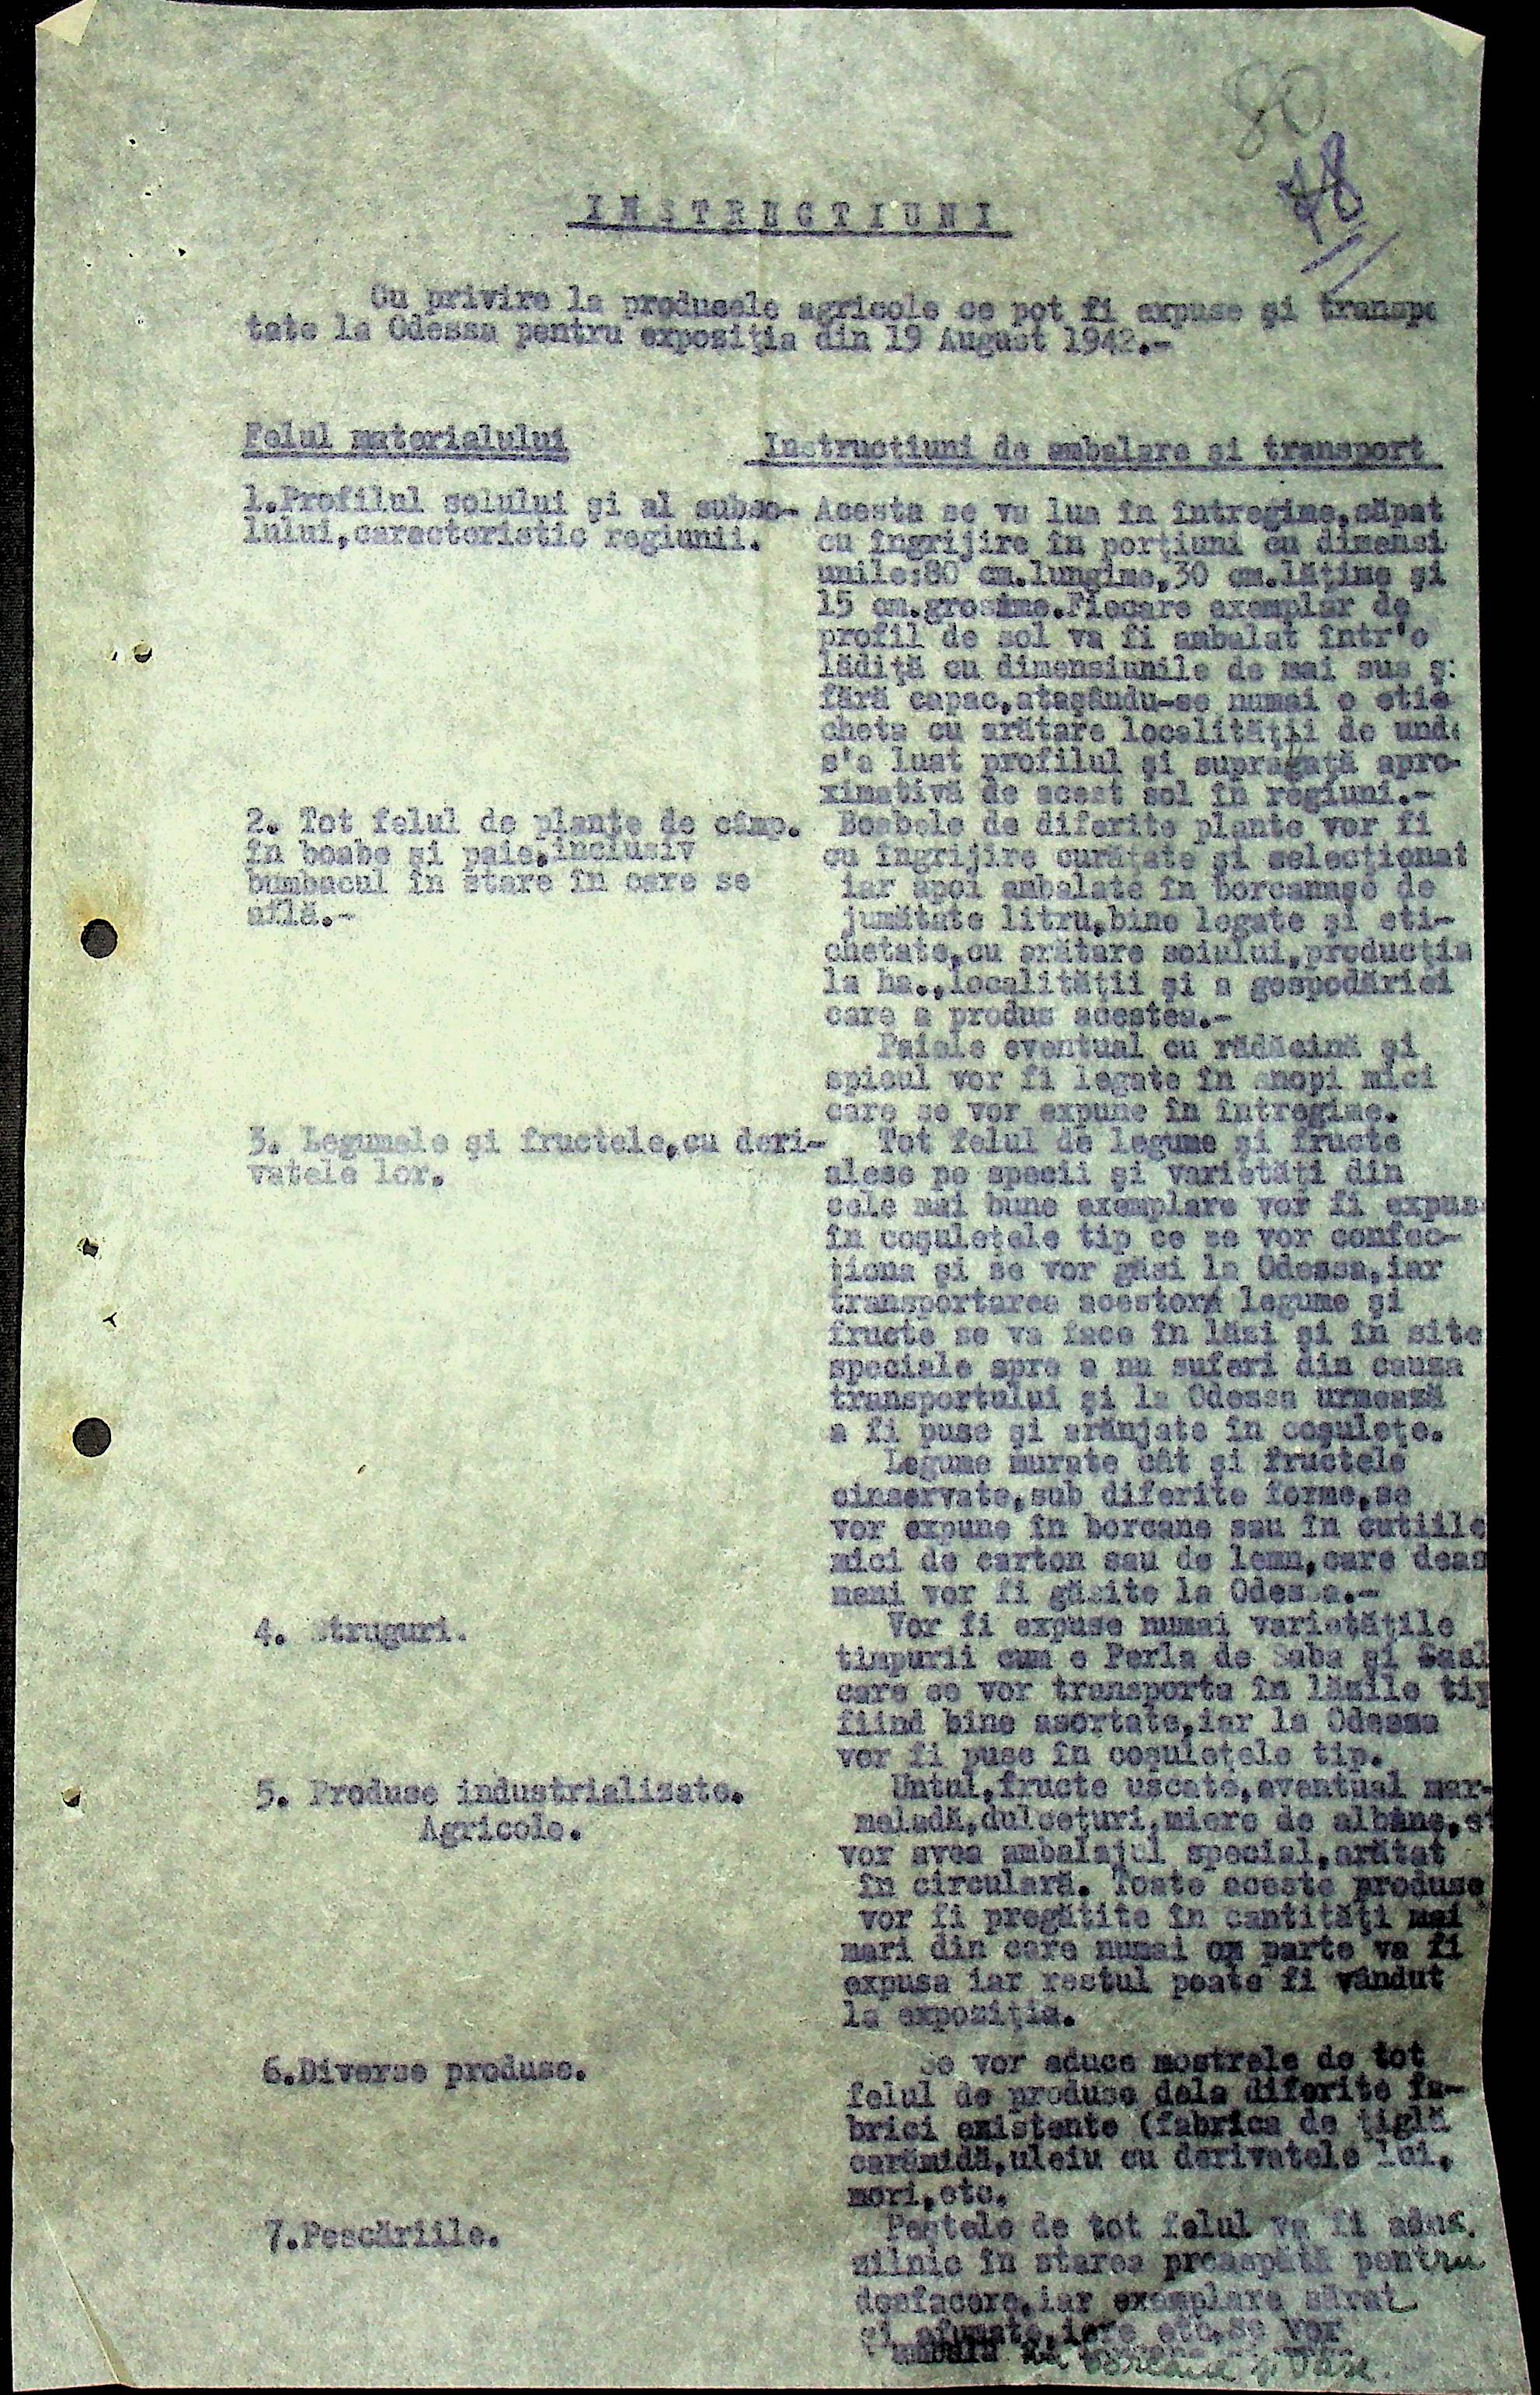 80
78
INSTRUCTIUNI
Cu privire la produsele agricole ce pot fi expuse şi transpo
tate la Odessa pentru expoziţia din 19 August 1942.-
Felul materialului
Instructiuni de ambalare si transport
1.Profilul solului şi al subso-
lului,caracteristic regiunii.
Acesta se va lua în întregime,săpat
cu îngrijire în porţiuni cu dimensi
unile:80 cm.lungime,30 cm.lăţime şi
15 cm.grosime.Fiecare exemplar de
profil de sol va fi ambalat într'o
lădiţă cu dimensiunile de mai sus ş
fără capac,ataşându-se numai o etic
cheta cu arătare localităţii de unde
s'a luat profilul şi supragaţă apro-
ximativă de acest sol în regiuni.-
2. Tot felul de plante de câmp.
în boabe şi paie,inclusiv
bumbacul în stare în care se
află.-
Boabele de diferite plante vor fi
cu îngrijire curăţate şi selecţionat
iar apoi ambalate în borcanaşe de
jumătate litru,bine legate şi eti-
chetate,cu arătare soiului,producţia
la ha.,localităţii şi a gospodăriei
care a produs acestea.-
Paiele eventual cu rădăcină şi
spicul vor fi legate în snopi mici
care se vor expune în întregime.
3. Legumele şi fructele,cu deri-
vatele lor.
Tot felul de legume şi fructe
alese pe specii şi varietăţi din
cele mai bune exemplare vor fi expus
în coşuleţele tip ce se vor confec-
ţiona şi se vor găsi la Odessa,iar
transportarea acestor legume şi
fructe se va face în lăzi şi în site
speciale spre a nu suferi din cauza
transportului şi la Odessa urmează
a fi puse şi arănjate în coşuleţe.
Legume murate cât şi fructele
cinservate,sub diferite forme,se
vor expune în borcane sau în cutiile
mici de carton sau de lemn,care deas
meni vor fi găsite la Odessa.-
4. Struguri.
Vor fi expuse numai varietăţile
timpurii cum e Perla de Saba şi Sasl
care se vor transporta în lăzile tip
fiind bine asortate,iar la Odessa
vor fi puse în coşuleţele tip.
5. Produse industrializate.
Agricole.
Untul,fructe uscate,eventual mar-
meladă,dulceţuri,miere de albine,et
vor avea ambalajul special,arătat
în circulară. Toate aceste produse
vor fi pregătite în cantităţi mai
mari din care numai on parte va fi
expusa iar restul poate fi vândut
la expoziţia.
6.Diverse produse.
Se vor aduce mostrele de tot
felul de produse dela diferite fa-
brici existente (fabrica de ţiglă
carămidă,uleiu cu derivatele lui,
mori,etc.
7.Pescăriile.
Peştele de tot felul va fi adus.
zilnic în starea proaspătă pentru
desfacere,iar exemplare sărat
şi afumate,icre etc.se vor
ambala în borcane şi vase.